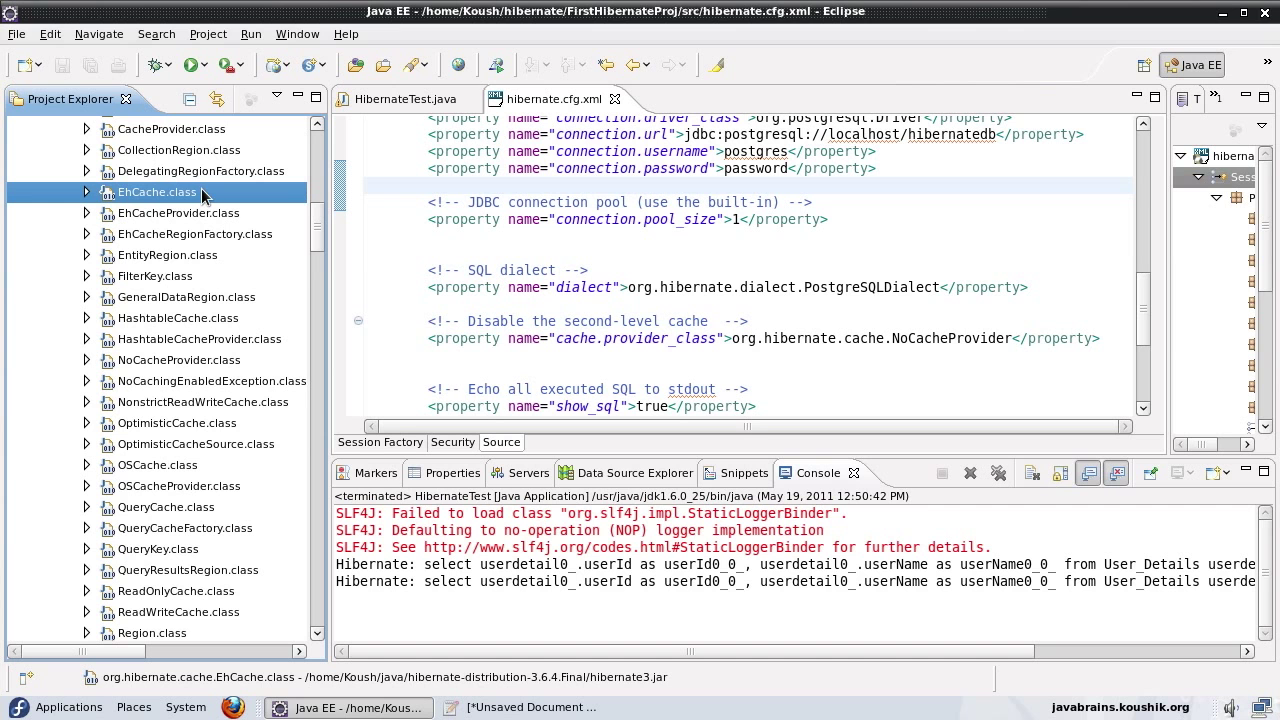 Java EE - /home/Koush/hibernate/FirstHibernateProj/src/hibernate.cfg.xml - Eclipse
File Edit Navigate Search Project Run Window Help
Java EE
Project Explorer
HibernateTest.java
hibernate.cfg.xml
T
CacheProvider.class
CollectionRegion.class
DelegatingRegionFactory.class
EhCache.class
EhCacheProvider.class
EhCacheRegionFactory.class
EntityRegion.class
FilterKey.class
GeneralDataRegion.class
HashtableCache.class
HashtableCacheProvider.class
NoCacheProvider.class
NoCachingEnabledException.class
NonstrictReadWriteCache.class
OptimisticCache.class
OptimisticCacheSource.class
OSCache.class
OSCacheProvider.class
QueryCache.class
QueryCacheFactory.class
QueryKey.class
QueryResultsRegion.class
ReadOnlyCache.class
ReadWriteCache.class
Region.class
<property name="connection.driver_class">org.postgresql.Driver</property>
<property name="connection.url">jdbc:postgresql://localhost/hibernatedb</property>
<property name="connection.username">postgres</property>
<property name="connection.password">password</property>
<!-- JDBC connection pool (use the built-in) -->
<property name="connection.pool_size">1</property>
<!-- SQL dialect -->
<property name="dialect">org.hibernate.dialect.PostgreSQLDialect</property>
<!-- Disable the second-level cache  -->
<property name="cache.provider_class">org.hibernate.cache.NoCacheProvider</property>
<!-- Echo all executed SQL to stdout -->
<property name="show_sql">true</property>
hiberna
Sess
P
Session Factory Security Source
Markers Properties Servers Data Source Explorer Snippets Console
<terminated> HibernateTest [Java Application] /usr/java/jdk1.6.0_25/bin/java (May 19, 2011 12:50:42 PM)
SLF4J: Failed to load class "org.slf4j.impl.StaticLoggerBinder".
SLF4J: Defaulting to no-operation (NOP) logger implementation
SLF4J: See http://www.slf4j.org/codes.html#StaticLoggerBinder for further details.
Hibernate: select userdetail0_.userId as userId0_0_, userdetail0_.userName as userName0_0_ from User_Details userde
Hibernate: select userdetail0_.userId as userId0_0_, userdetail0_.userName as userName0_0_ from User_Details userde
org.hibernate.cache.EhCache.class - /home/Koush/java/hibernate-distribution-3.6.4.Final/hibernate3.jar
Applications Places System
Java EE - /home/Kous...
[*Unsaved Document ...
javabrains.koushik.org